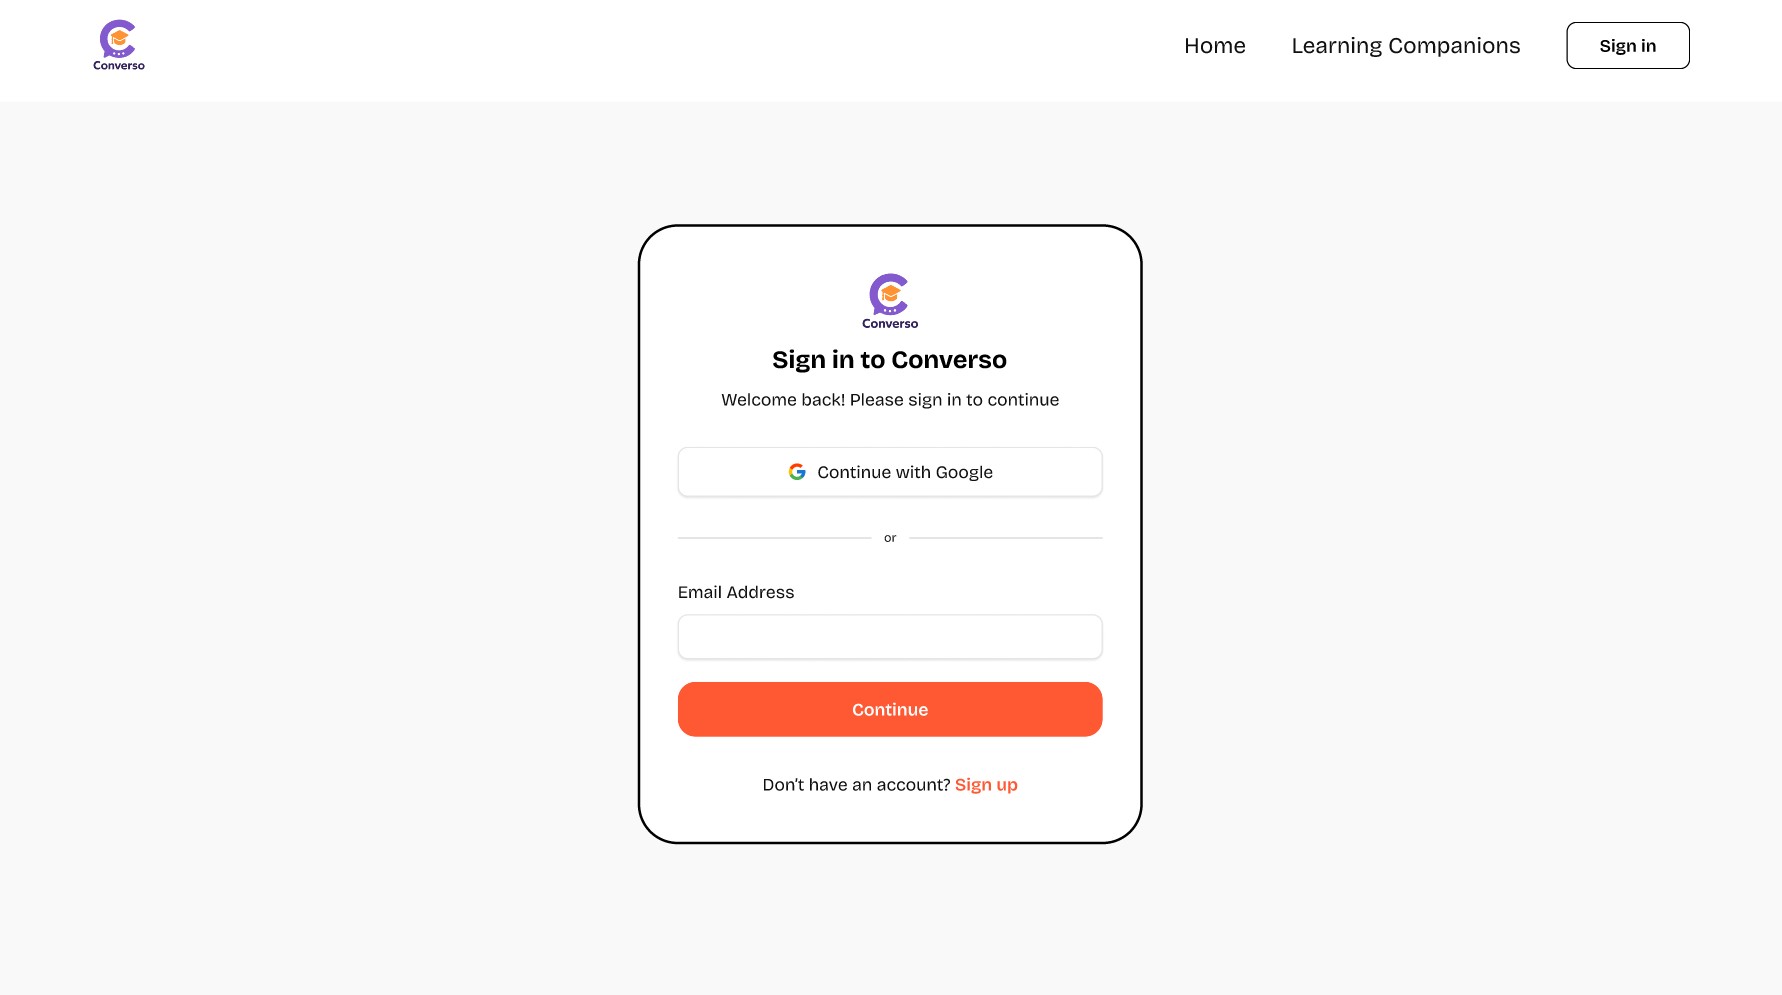 Converso
Home
Learning Companions
Sign in
Converso
Sign in to Converso
Welcome back! Please sign in to continue
Continue with Google
or
Email Address
Continue
Don't have an account? Sign up